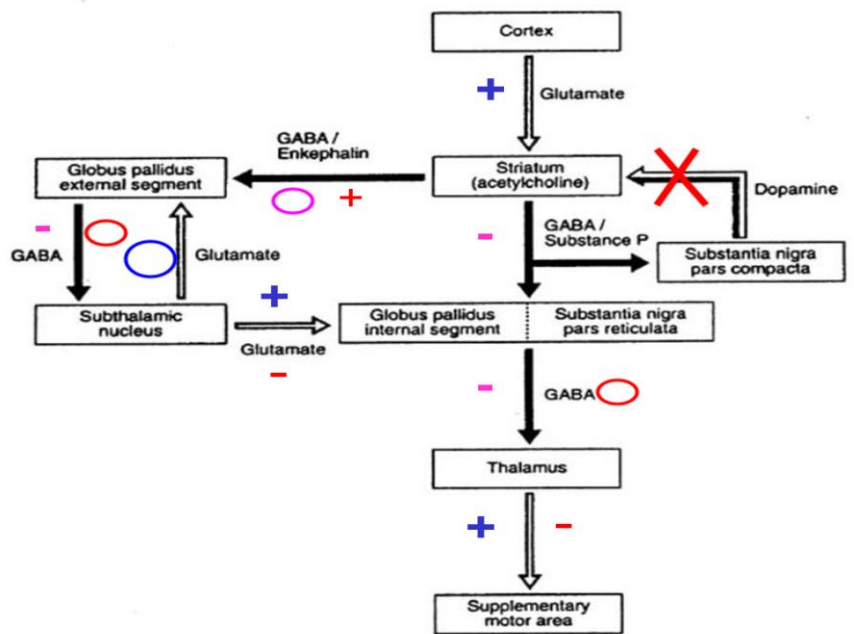 Cortex
+
Glutamate
GABA /
Enkephalin
Globus pallidus
external segment
+
Striatum
(acetylcholine)
Dopamine
-
GABA
Glutamate
-
GABA /
Substance P
Substantia nigra
pars compacta
Subthalamic
nucleus
+
Glutamate
-
Globus pallidus
internal segment
Substantia nigra
pars reticulata
-
GABA
Thalamus
+
-
Supplementary
motor area